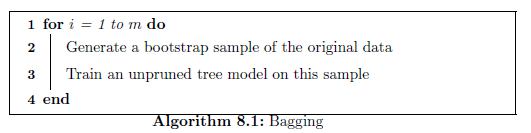 1 for i = 1 to m do
2 Generate a bootstrap sample of the original data
3 Train an unpruned tree model on this sample
4 end
Algorithm 8.1: Bagging